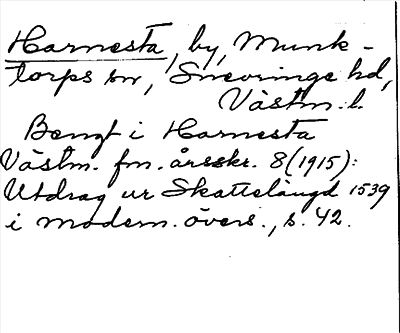 Harnesta, by, Munk-
torps sn, Snevringe hd,
Västm. l.
Bengt i Harnesta
Västm. fm. årsskr. 8 (1915):
Utdrag ur Skattelängd 1539
i modern. övers., s. 42.